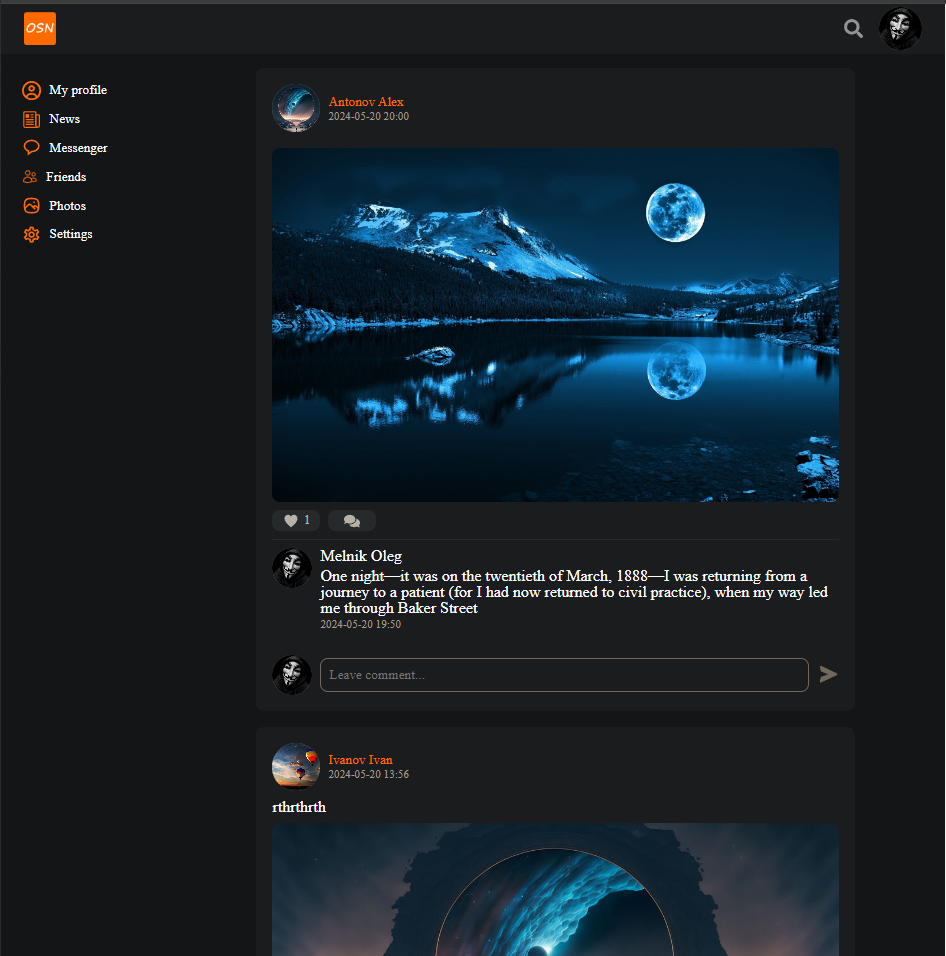 OSN
My profile
News
Messenger
Friends
Photos
Settings
Antonov Alex
2024-05-20 20:00
1
Melnik Oleg
One night—it was on the twentieth of March, 1888—I was returning from a
journey to a patient (for I had now returned to civil practice), when my way led
me through Baker Street
2024-05-20 19:50
Leave comment...
Ivanov Ivan
2024-05-20 13:56
rthrthrth